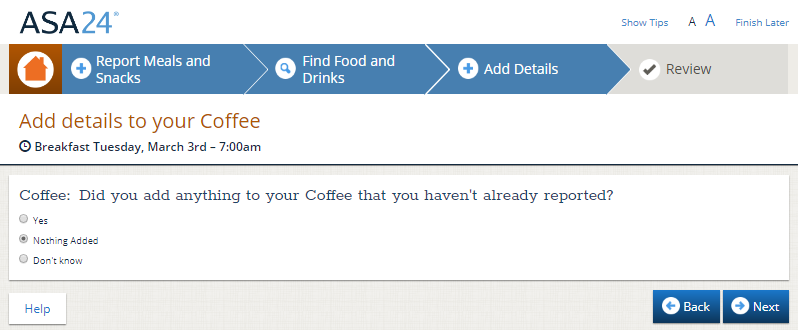 ASA24®
Show Tips A A Finish Later
Report Meals and
Snacks
Find Food and
Drinks
Add Details
Review
Add details to your Coffee
Breakfast Tuesday, March 3rd – 7:00am
Coffee: Did you add anything to your Coffee that you haven't already reported?
Yes
Nothing Added
Don't know
Help
Back
Next